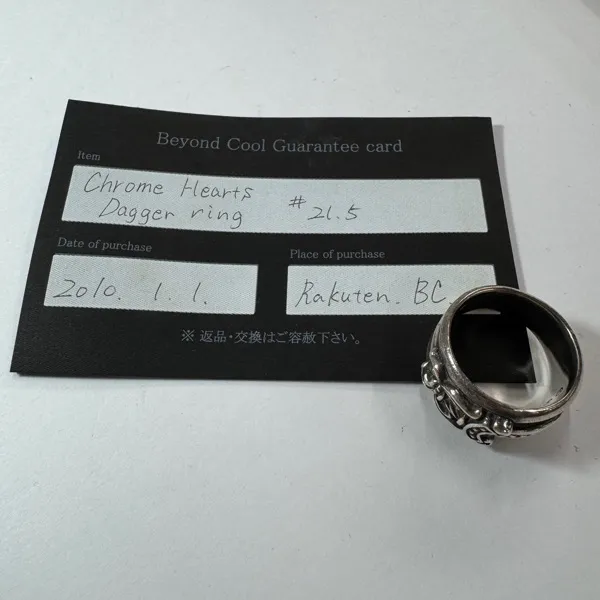 Beyond Cool Guarantee card
Item
Chrome Hearts
Dagger ring # 21.5
Date of purchase
2010. 1. 1.
Place of purchase
Rakuten. BC.
※ 返品・交換はご容赦下さい。